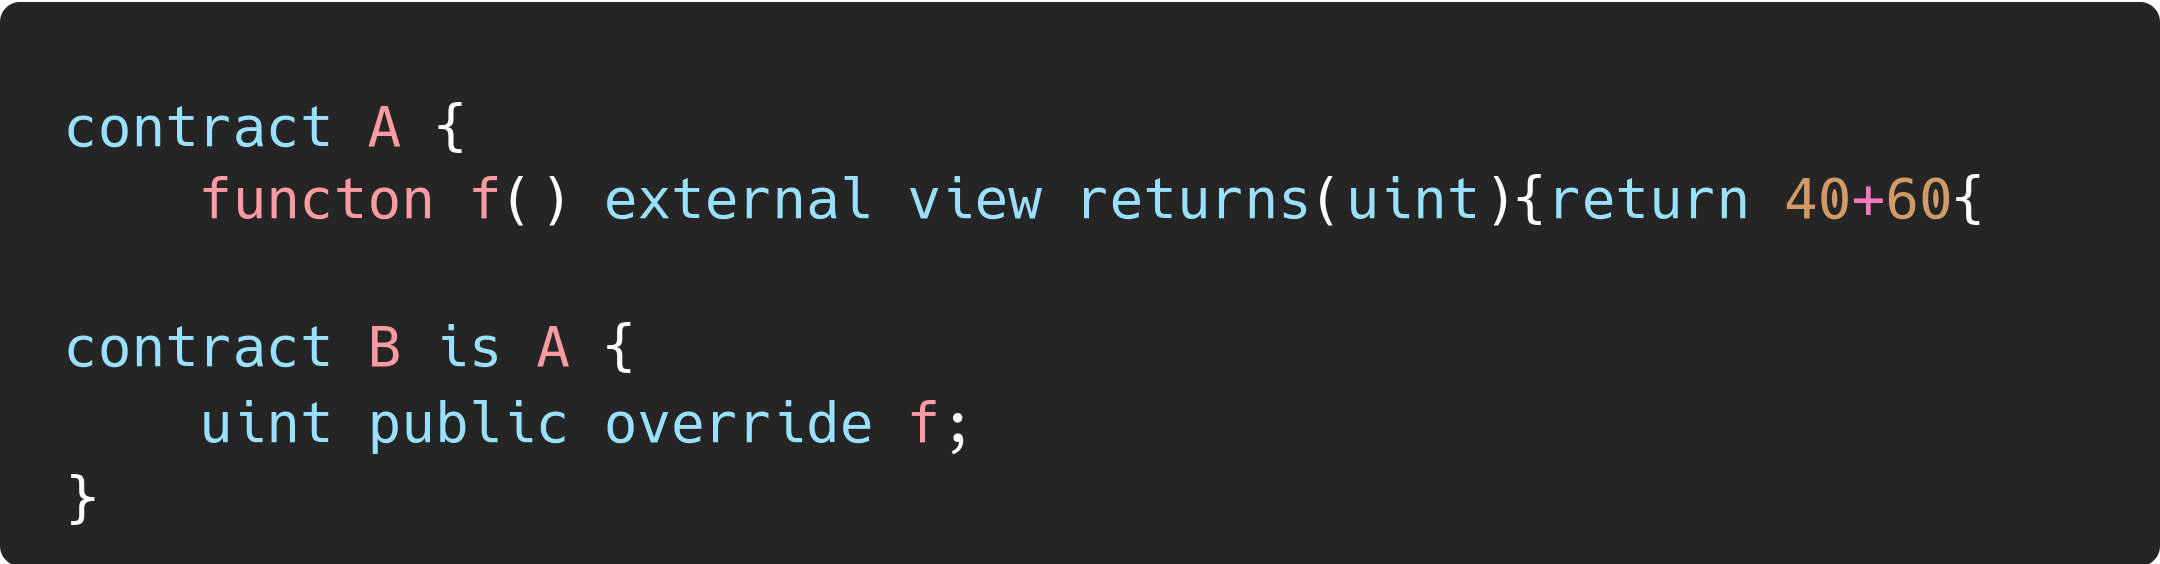 contract A {
    functon f() external view returns(uint){return 40+60{
contract B is A {
    uint public override f;
}